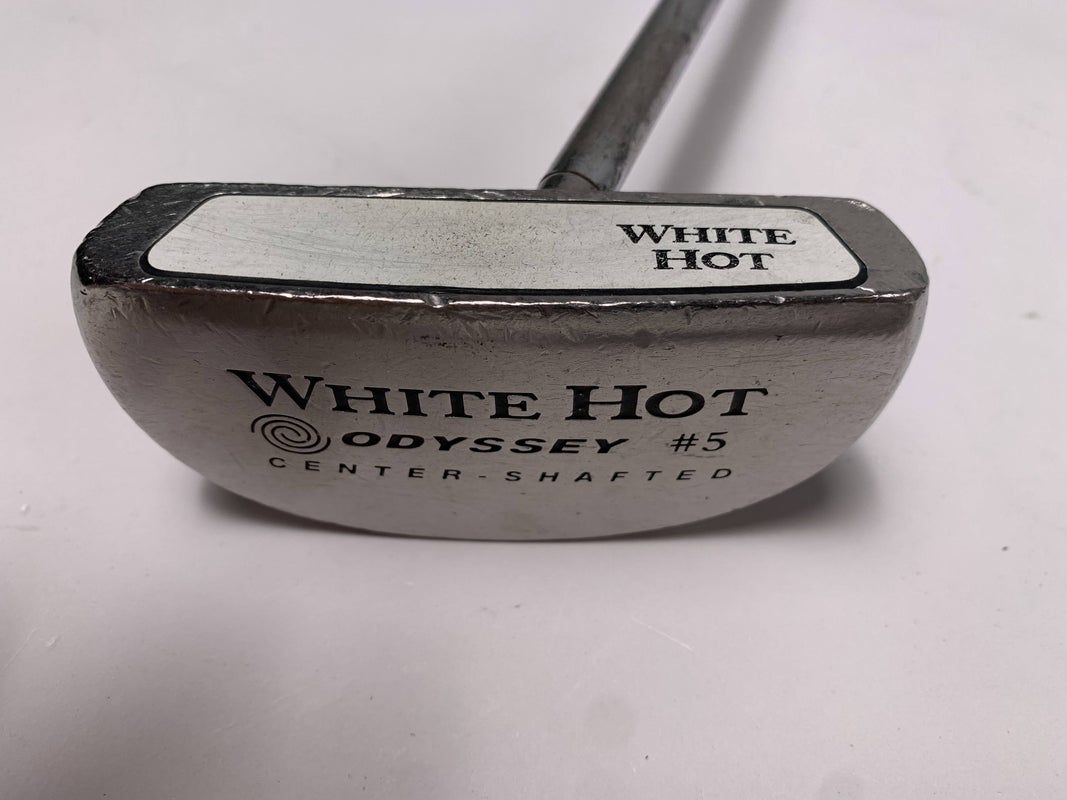 WHITE
HOT
WHITE HOT
ODYSSEY #5
CENTER-SHAFTED